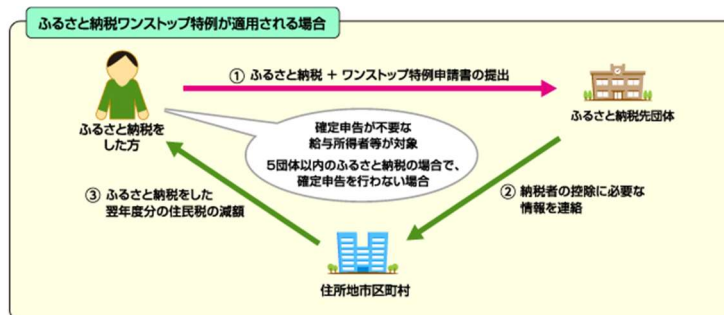 ふるさと納税ワンストップ特例が適用される場合
① ふるさと納税 + ワンストップ特例申請書の提出
ふるさと納税を
した方
ふるさと納税先団体
確定申告が不要な
給与所得者等が対象
5団体以内のふるさと納税の場合で、
確定申告を行わない場合
③ ふるさと納税をした
翌年度分の住民税の減額
② 納税者の控除に必要な
情報を連絡
住所地市区町村